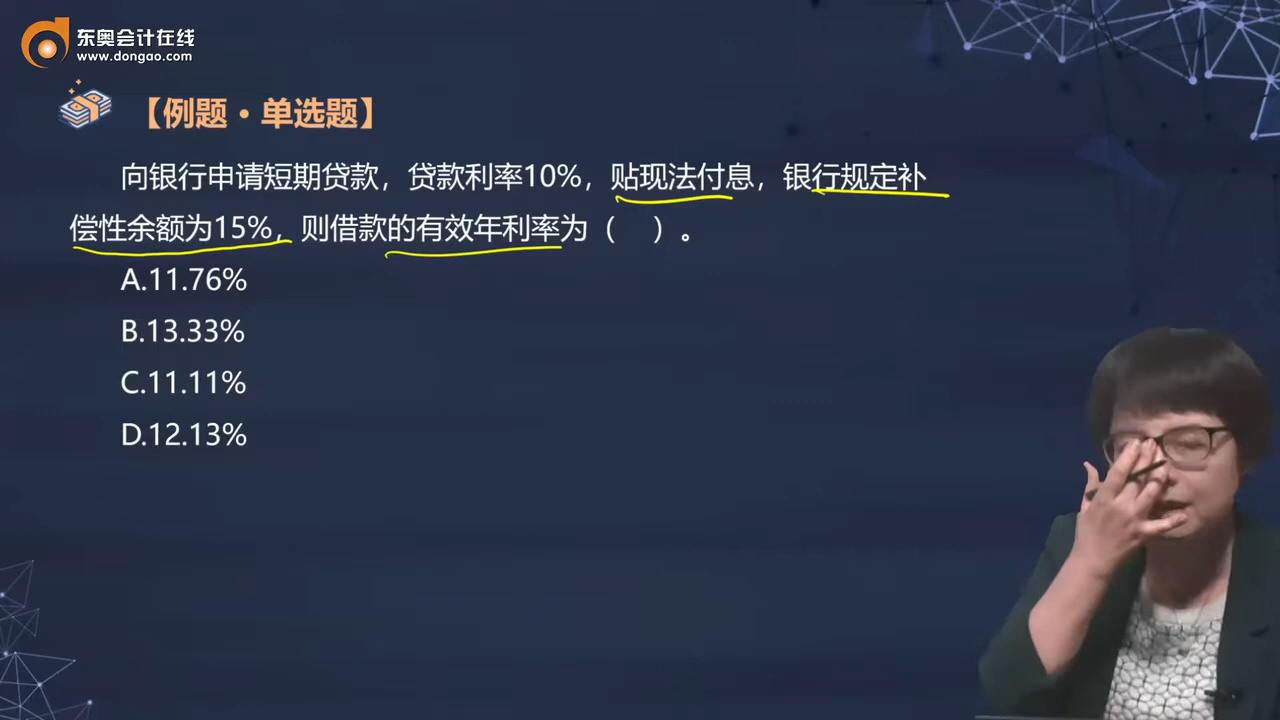 东奥会计在线
www.dongao.com
【例题·单选题】
向银行申请短期贷款，贷款利率10%，贴现法付息，银行规定补
偿性余额为15%，则借款的有效年利率为（ ）。
A.11.76%
B.13.33%
C.11.11%
D.12.13%